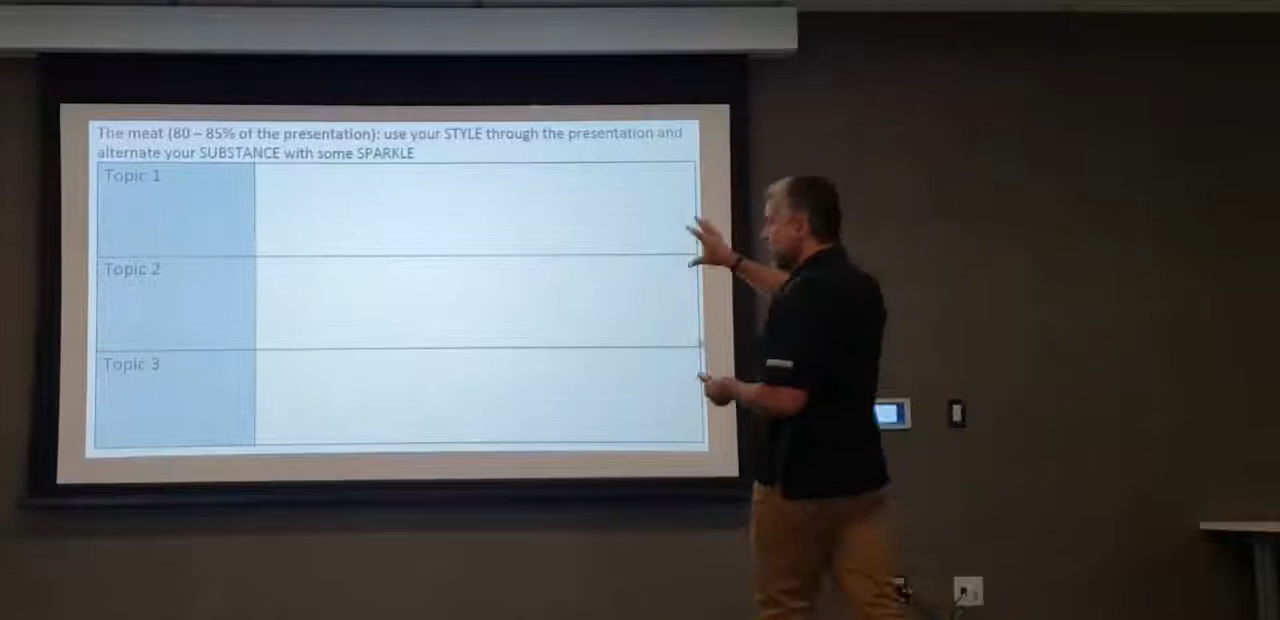 The meat (80 – 85% of the presentation): use your STYLE through the presentation and
alternate your SUBSTANCE with some SPARKLE
Topic 1
Topic 2
Topic 3